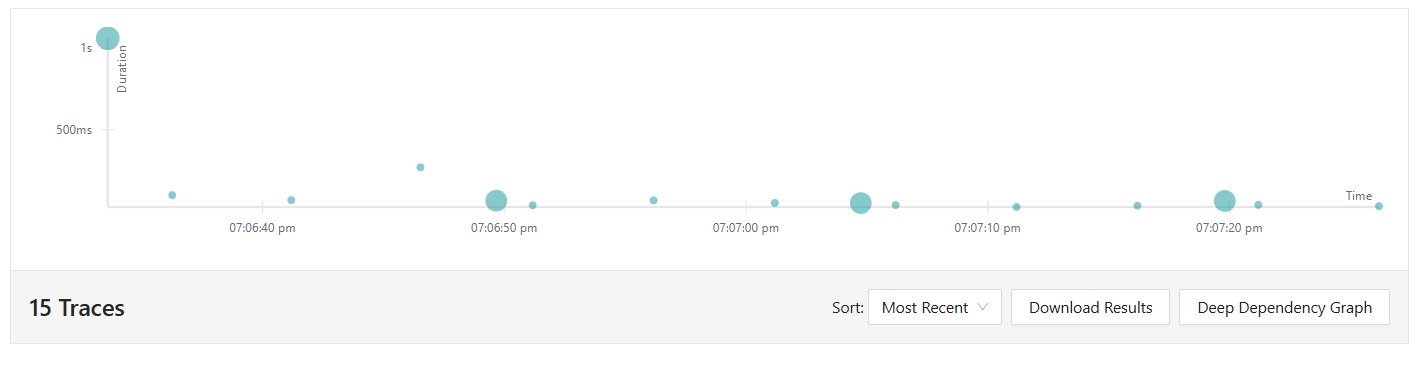 1s
Duration
500ms
Time
07:06:40 pm
07:06:50 pm
07:07:00 pm
07:07:10 pm
07:07:20 pm
15 Traces
Sort:
Most Recent
Download Results
Deep Dependency Graph